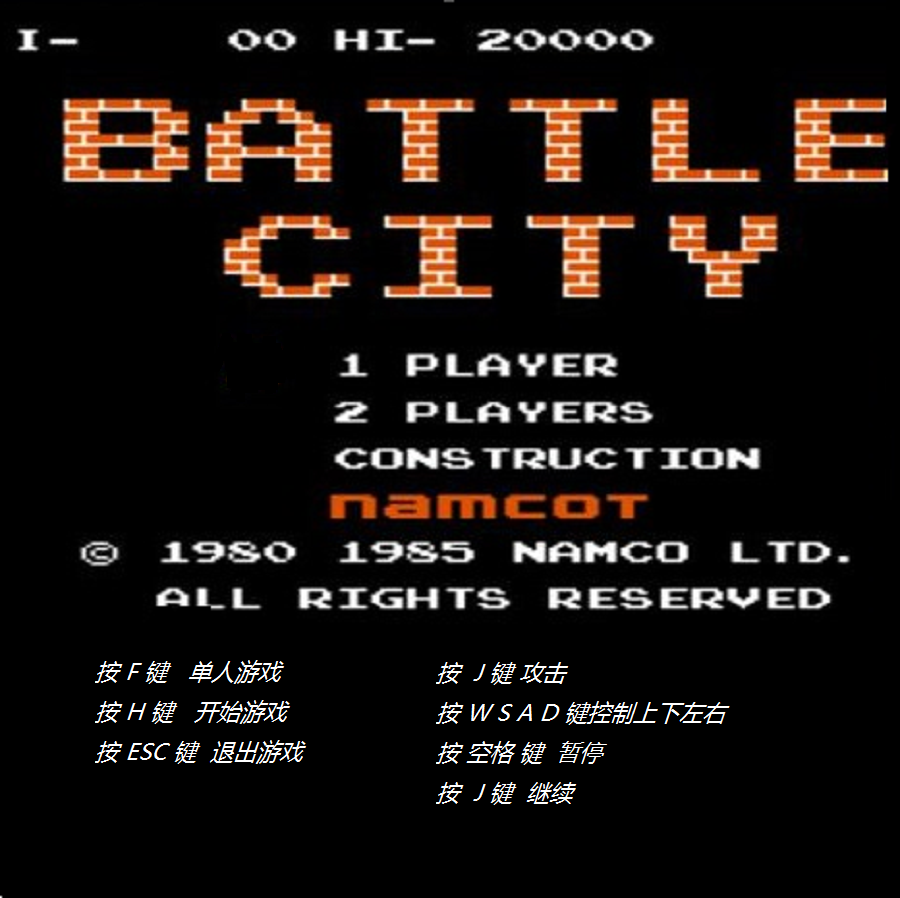 I- 00 HI- 20000
BATTLE
CITY
1 PLAYER
2 PLAYERS
CONSTRUCTION
namcoT
© 1980 1985 NAMCO LTD.
ALL RIGHTS RESERVED
按 F 键 单人游戏
按 H 键 开始游戏
按 ESC 键 退出游戏
按 J 键 攻击
按 W S A D 键控制上下左右
按 空格 键 暂停
按 J 键 继续